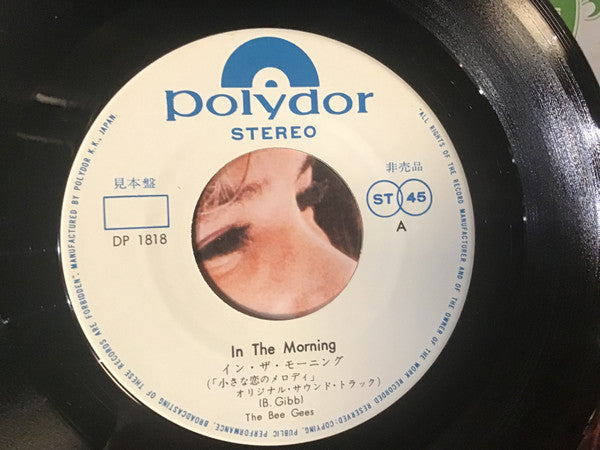 polydor
STEREO
見本盤
非売品
ST 45
DP 1818
A
In The Morning
イン・ザ・モーニング
(「小さな恋のメロディ」
オリジナル・サウンド・トラック)
(B. Gibb)
The Bee Gees
"ALL RIGHTS OF THE RECORD MANUFACTURER AND OF THE OWNER OF THE WORK RECORDED RESERVED: COPYING, PUBLIC PERFORMANCE, BROADCASTING OF THESE RECORDS ARE FORBIDDEN". MANUFACTURED BY POLYDOR K.K., JAPAN.